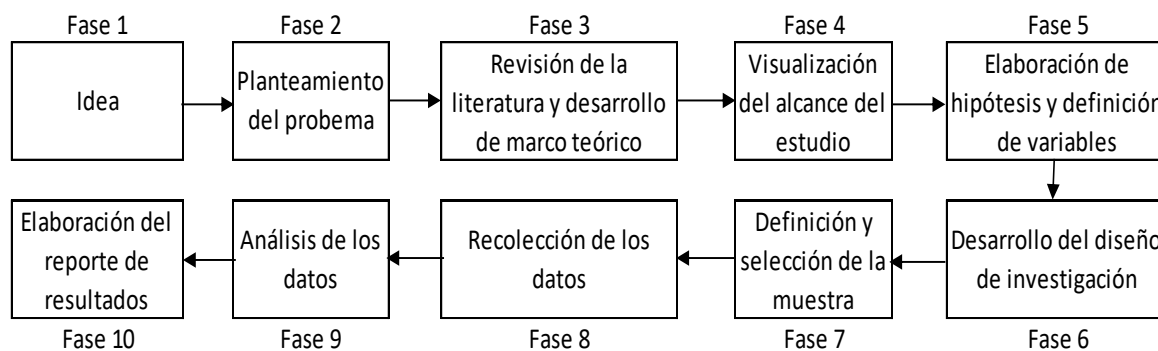 Fase 1
Idea
Fase 2
Planteamiento
del probema
Fase 3
Revisión de la
literatura y desarrollo
de marco teórico
Fase 4
Visualización
del alcance del
estudio
Fase 5
Elaboración de
hipótesis y definición
de variables
Desarrollo del diseño
de investigación
Fase 6
Definición y
selección de la
muestra
Fase 7
Recolección de los
datos
Fase 8
Análisis de los
datos
Fase 9
Elaboración del
reporte de
resultados
Fase 10